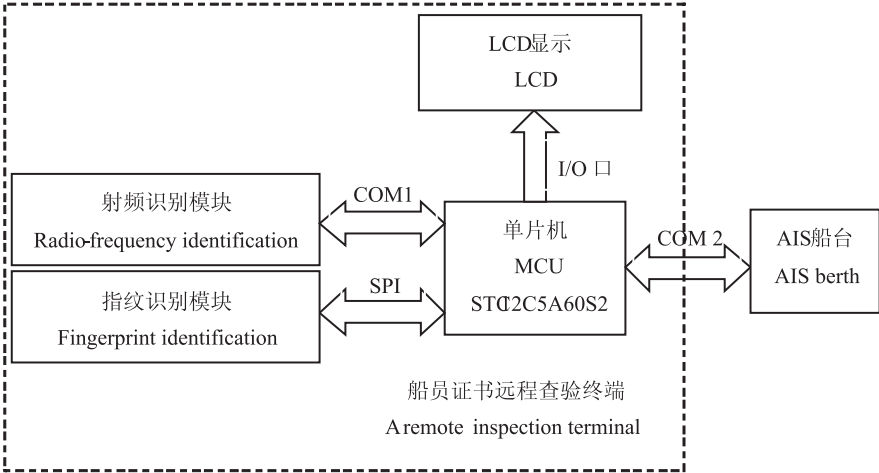 LCD显示
LCD
I/O 口
射频识别模块
Radio-frequency identification
COM1
单片机
MCU
STC12C5A60S2
COM 2
AIS船台
AIS berth
指纹识别模块
Fingerprint identification
SPI
船员证书远程查验终端
A remote inspection terminal